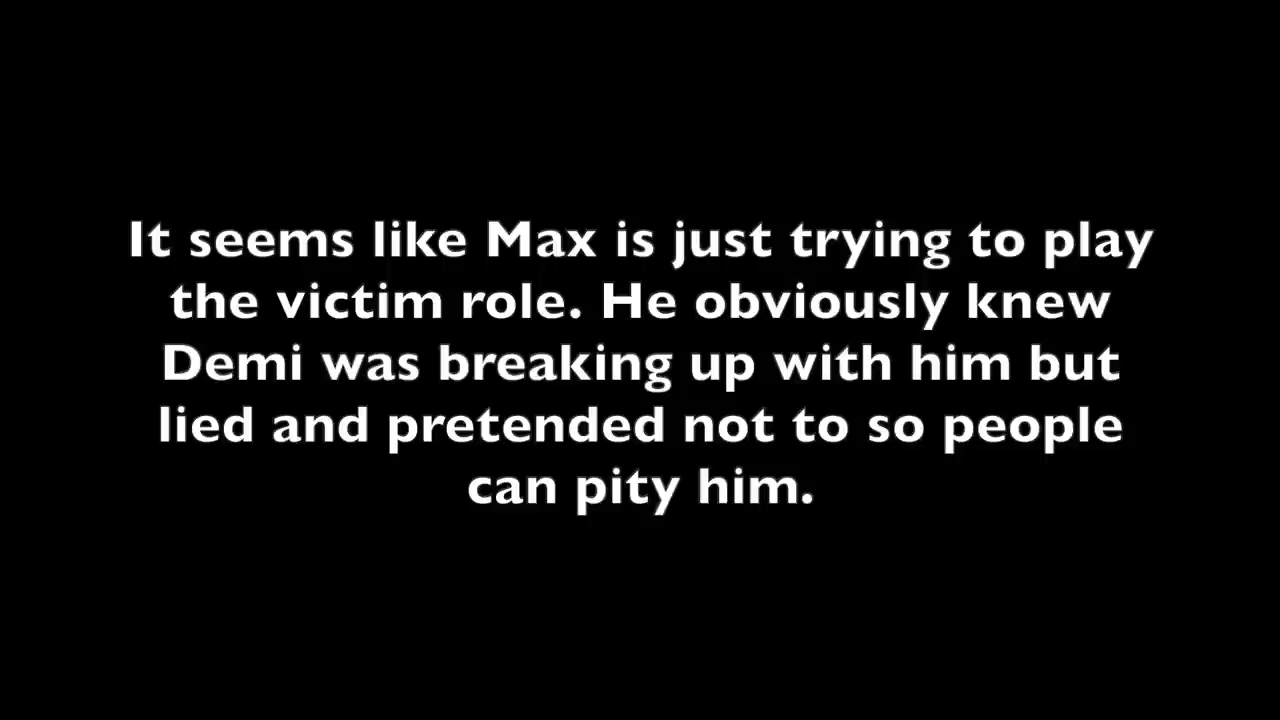 It seems like Max is just trying to play
the victim role. He obviously knew
Demi was breaking up with him but
lied and pretended not to so people
can pity him.